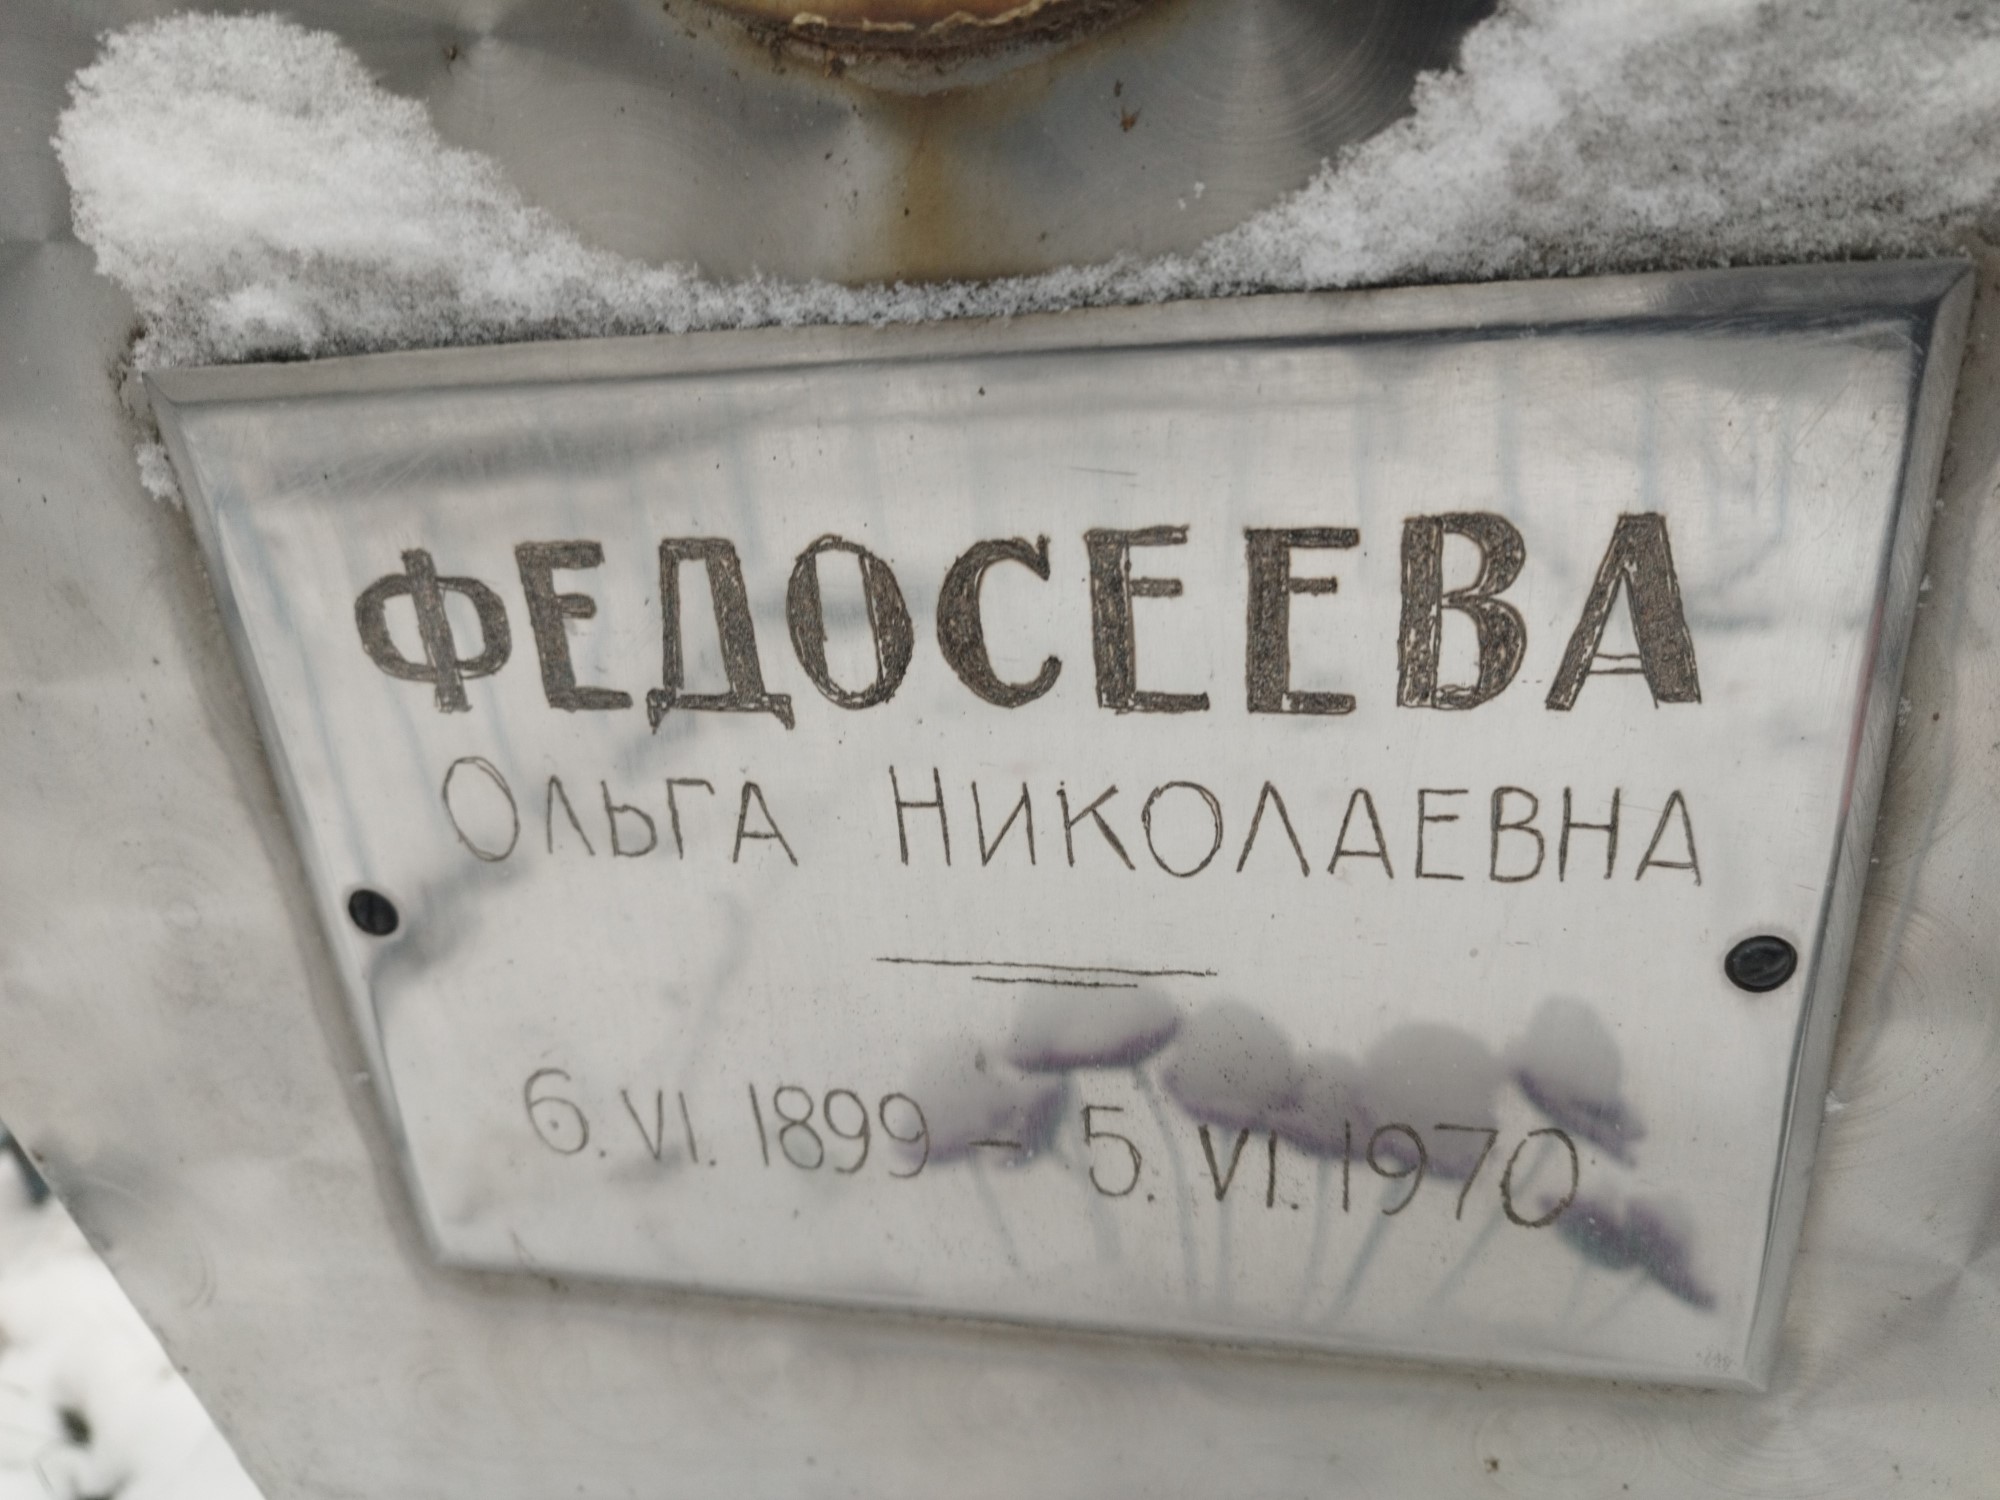 ФЕДОСЕЕВА
Ольга Николаевна
6. VI. 1899 – 5. VI. 1970